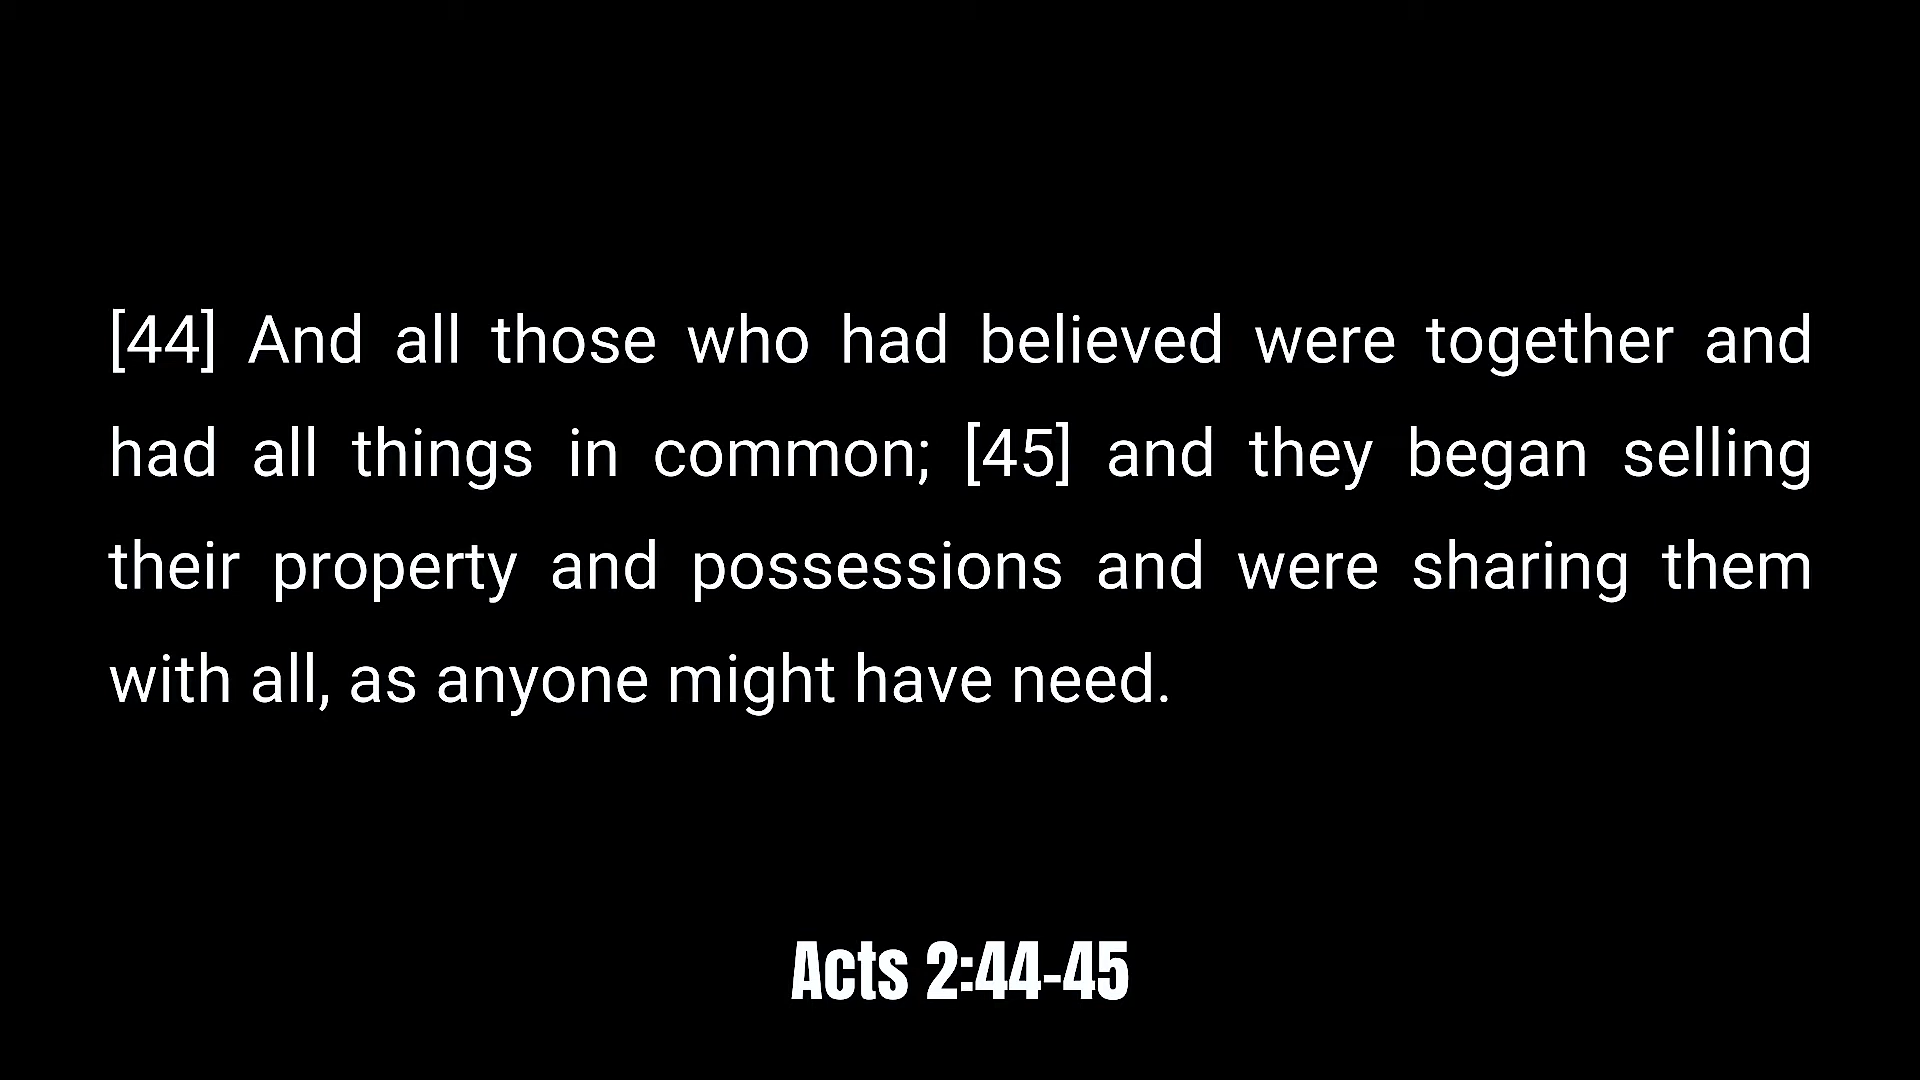 [44] And all those who had believed were together and
had all things in common; [45] and they began selling
their property and possessions and were sharing them
with all, as anyone might have need.
Acts 2:44-45